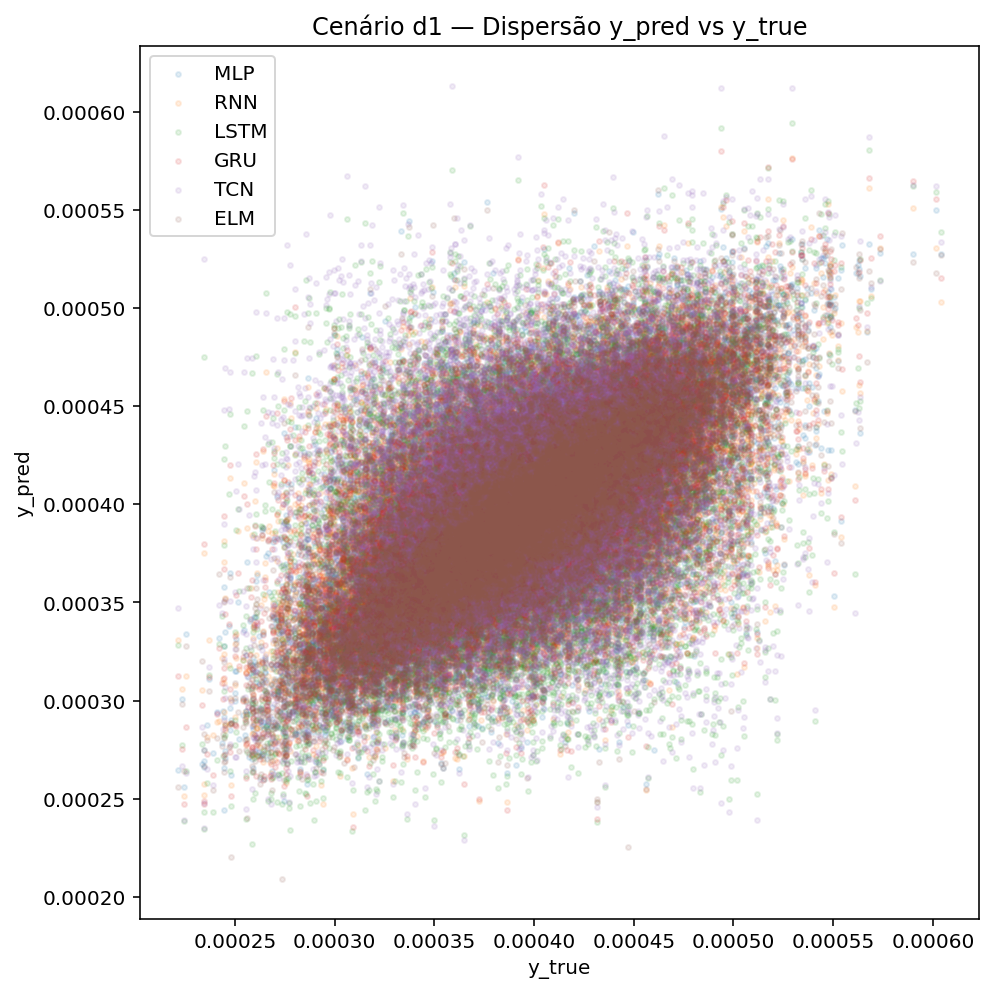 Cenário d1 — Dispersão y_pred vs y_true
MLP
RNN
LSTM
GRU
TCN
ELM
0.00060
0.00055
0.00050
0.00045
0.00040
0.00035
0.00030
0.00025
0.00020
y_pred
0.00025 0.00030 0.00035 0.00040 0.00045 0.00050 0.00055 0.00060
y_true